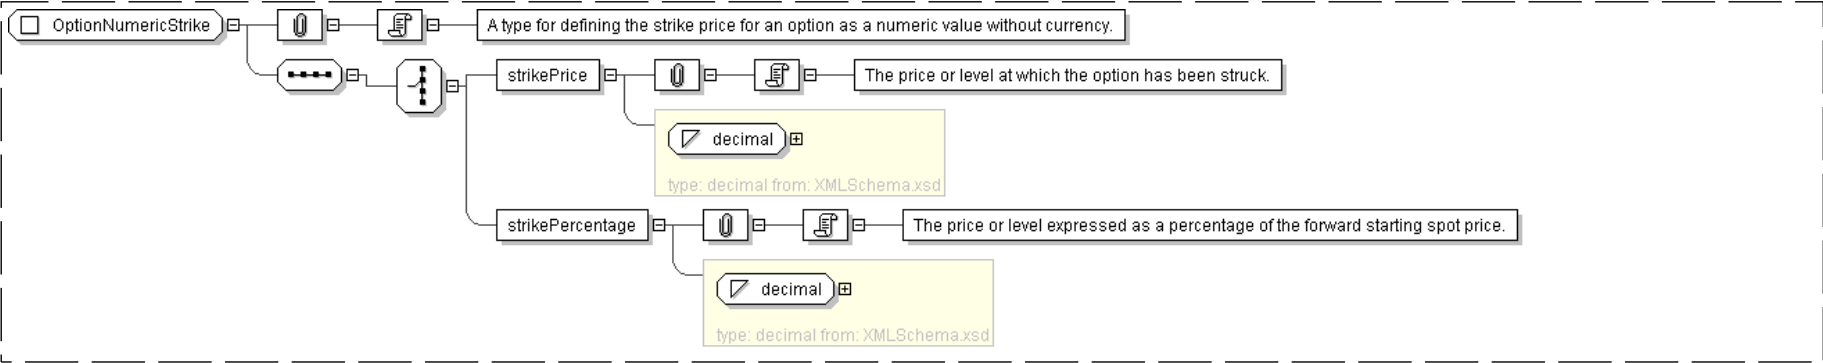 OptionNumericStrike
A type for defining the strike price for an option as a numeric value without currency.
strikePrice
The price or level at which the option has been struck.
decimal
type: decimal from: XMLSchema.xsd
strikePercentage
The price or level expressed as a percentage of the forward starting spot price.
decimal
type: decimal from: XMLSchema.xsd